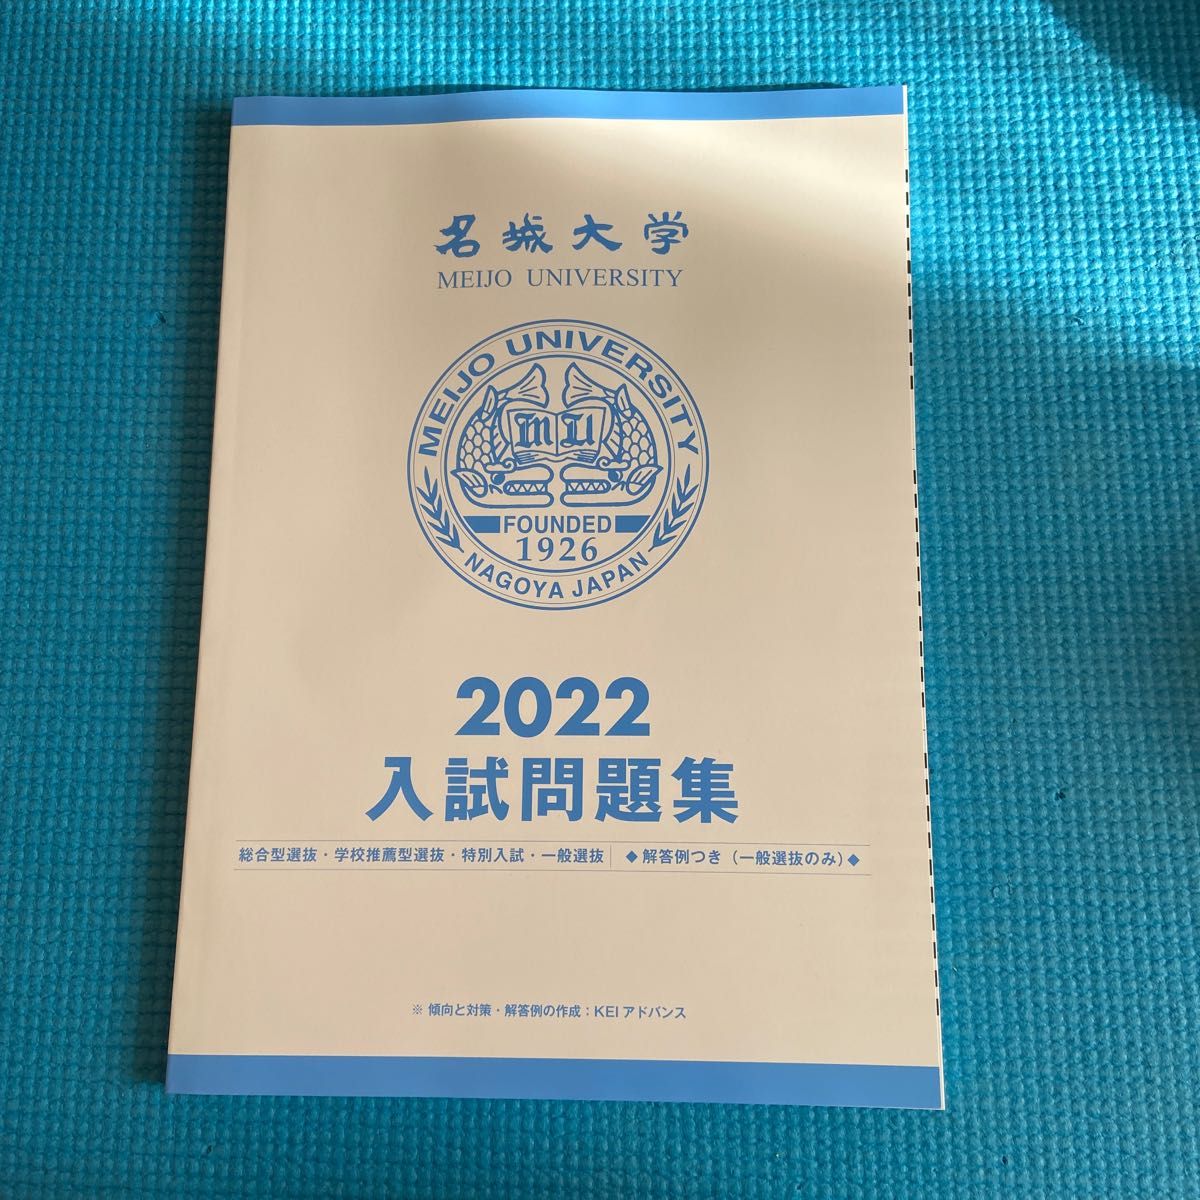 名城大学
MEIJO UNIVERSITY
MEIJO UNIVERSITY
MU
FOUNDED
1926
NAGOYA JAPAN
2022
入試問題集
総合型選抜・学校推薦型選抜・特別入試・一般選抜 ◆解答例つき（一般選抜のみ）◆
※ 傾向と対策・解答例の作成：KEIアドバンス